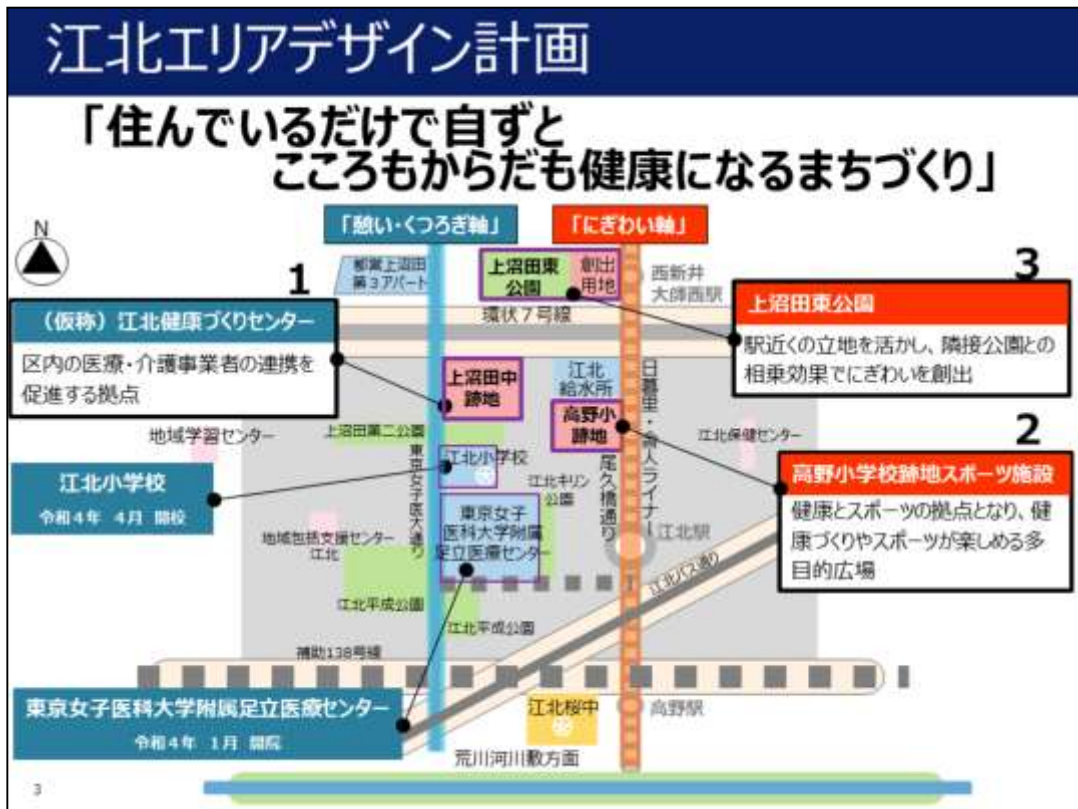 江北エリアデザイン計画
「住んでいるだけで自ずと
こころもからだも健康になるまちづくり」
N
「憩い・くつろぎ軸」
「にぎわい軸」
都営上沼田
第3アパート
上沼田東
公園
創出
用地
西新井
大師西駅
1
(仮称)江北健康づくりセンター
区内の医療・介護事業者の連携を
促進する拠点
環状7号線
3
上沼田東公園
駅近くの立地を活かし、隣接公園との
相乗効果でにぎわいを創出
上沼田中
跡地
江北
給水所
高野小
跡地
日暮里・舎人ライナー
尾久橋通り
地域学習センター
上沼田第二公園
東京女子医大通り
江北小学校
江北キリン
公園
江北保健センター
2
高野小学校跡地スポーツ施設
健康とスポーツの拠点となり、健
康づくりやスポーツが楽しめる多
目的広場
江北小学校
令和4年 4月 開校
東京女子
医科大学附属
足立医療センター
地域包括支援センター
江北
江北駅
江北バス通り
江北平成公園
江北平成公園
補助138号線
東京女子医科大学附属足立医療センター
令和4年 1月 開院
江北桜中
高野駅
荒川河川敷方面
3